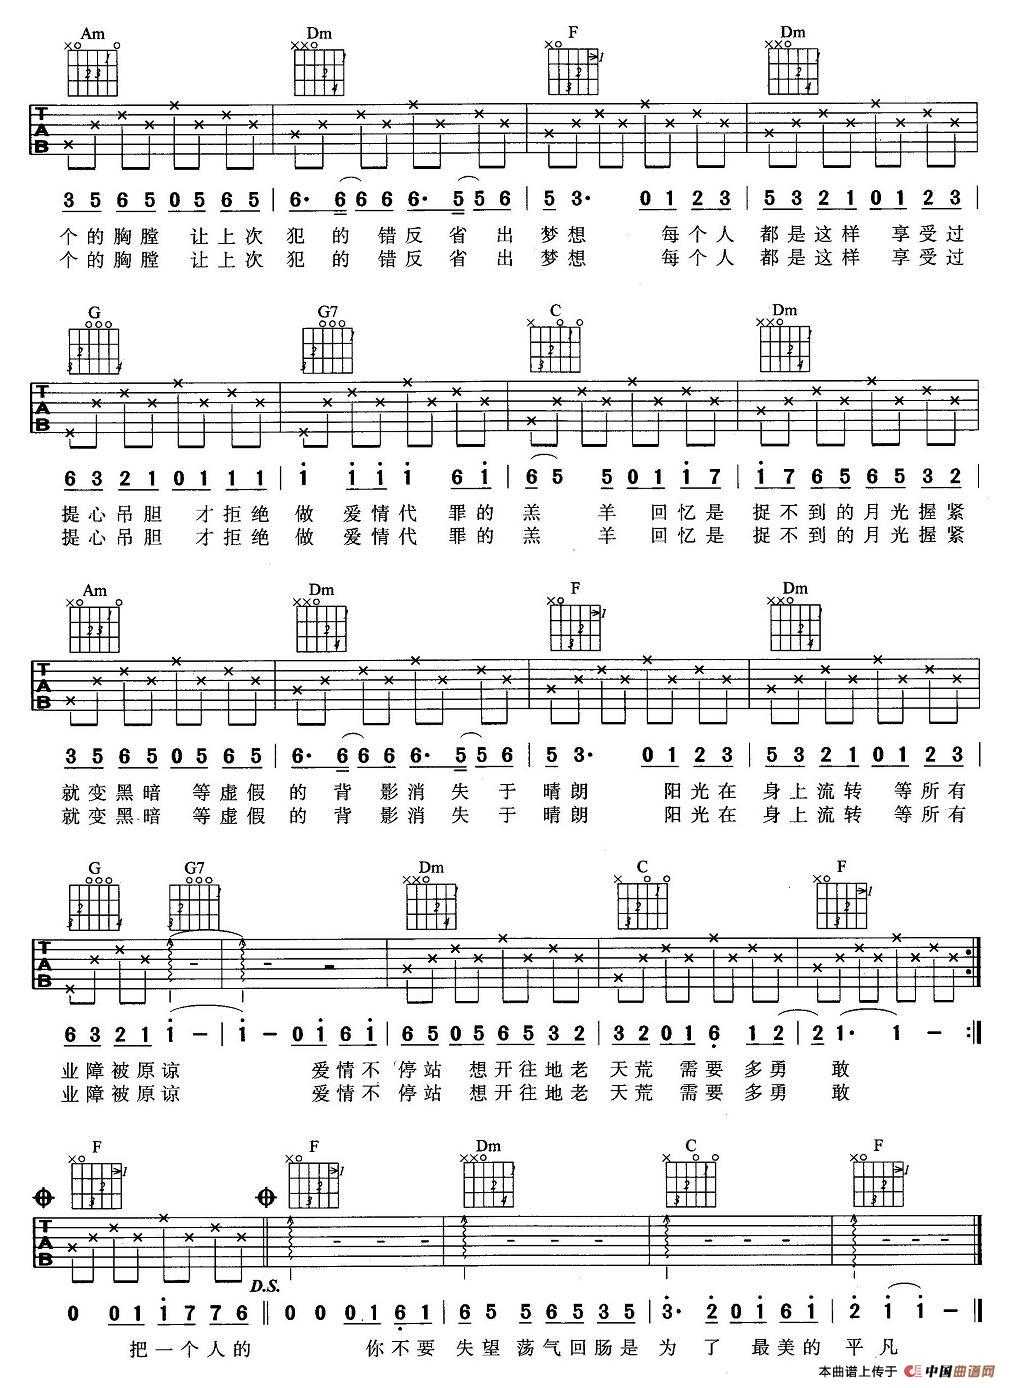 Am Dm F Dm
T A B
3 5 6 5 0 5 6 5 | 6· 6 6 6 6· 5 5 6 | 5 3· 0 1 2 3 | 5 3 2 1 0 1 2 3 |
个的胸膛 让上次 犯 的 错反 省 出 梦想 每个人 都是这样 享受过
个的胸膛 让上次 犯 的 错反 省 出 梦想 每个人 都是这样 享受过
G G7 C Dm
T A B
6 3 2 1 0 1 1 1 | 1 1 1 1 6 1 | 6 5 5 0 1 1 7 | 1 7 6 5 6 5 3 2 |
提心吊胆 才拒绝 做 爱情代 罪的 羔 羊 回忆是 捉不到的月光握紧
提心吊胆 才拒绝 做 爱情代 罪的 羔 羊 回忆是 捉不到的月光握紧
Am Dm F Dm
T A B
3 5 6 5 0 5 6 5 | 6· 6 6 6 6· 5 5 6 | 5 3· 0 1 2 3 | 5 3 2 1 0 1 2 3 |
就变黑暗 等虚假 的 背 影消 失 于 晴朗 阳光在 身上流转 等所有
就变黑暗 等虚假 的 背 影消 失 于 晴朗 阳光在 身上流转 等所有
G G7 Dm C F
T A B
6 3 2 1 1 – | 1 – 0 1 6 1 | 6 5 0 5 6 5 3 2 | 3 2 0 1 6 1 2 | 2 1· 1 – :||
业障被原谅 爱情不 停站 想开往地老 天荒 需要 多勇 敢
业障被原谅 爱情不 停站 想开往地老 天荒 需要 多勇 敢
F F Dm C F
T A B
D.S.
0 0 1 1 7 7 6 || 0 0 0 1 6 1 | 6 5 5 6 5 3 5 | 3· 2 0 1 6 1 | 2 1 1 – ||
把一个人的 你不要 失望 荡气回肠是 为 了 最美的 平凡
本曲谱上传于 中国曲谱网